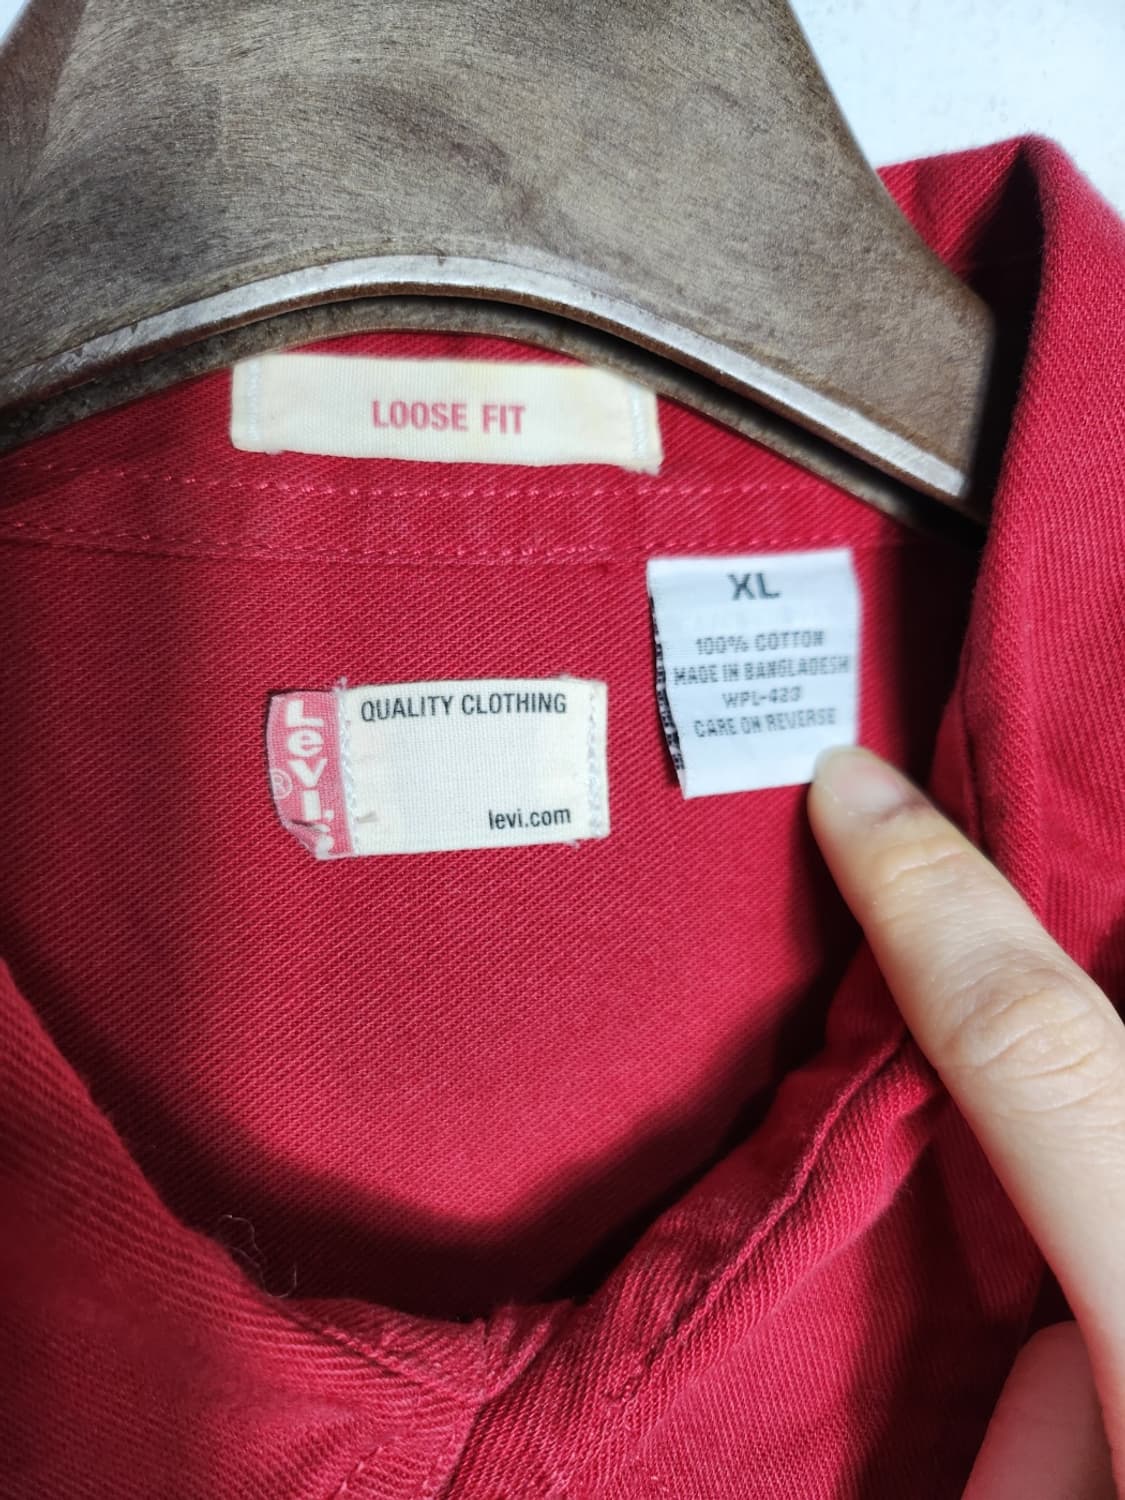 LOOSE FIT
XL
100% COTTON
MADE IN BANGLADESH
WPL-423
CARE ON REVERSE
Levi's
®
QUALITY CLOTHING
levi.com